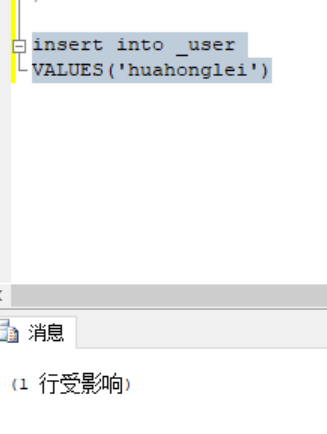 insert into _user
VALUES('huahonglei')
消息
(1 行受影响)